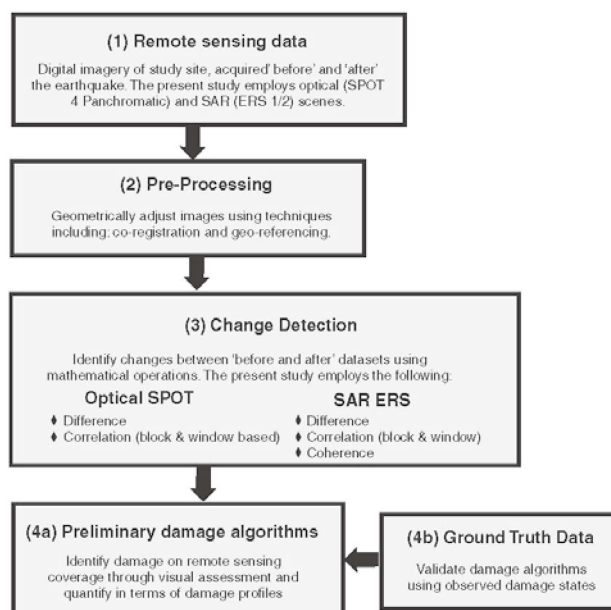 (1) Remote sensing data
Digital imagery of study site, acquired' before' and 'after'
the earthquake. The present study employs optical (SPOT
4 Panchromatic) and SAR (ERS 1/2) scenes.
(2) Pre-Processing
Geometrically adjust images using techniques
including: co-registration and geo-referencing.
(3) Change Detection
Identify changes between 'before and after' datasets using
mathematical operations. The present study employs the following:
Optical SPOT
♦ Difference
♦ Correlation (block & window based)
SAR ERS
♦ Difference
♦ Correlation (block & window)
♦ Coherence
(4a) Preliminary damage algorithms
Identify damage on remote sensing
coverage through visual assessment and
quantify in terms of damage profiles
(4b) Ground Truth Data
Validate damage algorithms
using observed damage states